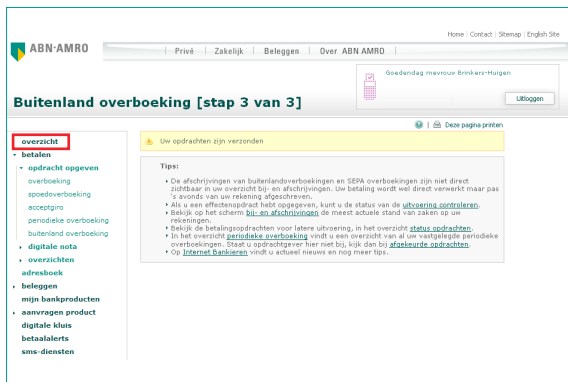 Home | Contact | Sitemap | English Site
ABN·AMRO
Privé | Zakelijk | Beleggen | Over ABN AMRO
Goedendag mevrouw Brinkers-Huigen
Uitloggen
Buitenland overboeking [stap 3 van 3]
Deze pagina printen
overzicht
betalen
opdracht opgeven
overboeking
spoedoverboeking
acceptgiro
periodieke overboeking
buitenland overboeking
digitale nota
overzichten
adresboek
beleggen
mijn bankproducten
aanvragen product
digitale kluis
betaalalerts
sms-diensten
Uw opdrachten zijn verzonden
Tips:
De afschrijvingen van buitenlandoverboekingen en SEPA overboekingen zijn niet direct
zichtbaar in uw overzicht bij- en afschrijvingen. Uw betaling wordt wel direct verwerkt maar pas
's avonds van uw rekening afgeschreven.
Als u een effectenopdracht hebt opgegeven, kunt u de status van de uitvoering controleren.
Bekijk op het scherm bij- en afschrijvingen de meest actuele stand van zaken op uw
rekeningen.
Bekijk de betalingsopdrachten voor latere uitvoering, in het overzicht status opdrachten.
In het overzicht periodieke overboeking vindt u een overzicht van al uw vastgelegde periodieke
overboekingen. Staat u opdrachtgever hier niet bij, kijk dan bij afgekeurde opdrachten.
Op Internet Bankieren vindt u actueel nieuws en nog meer tips.